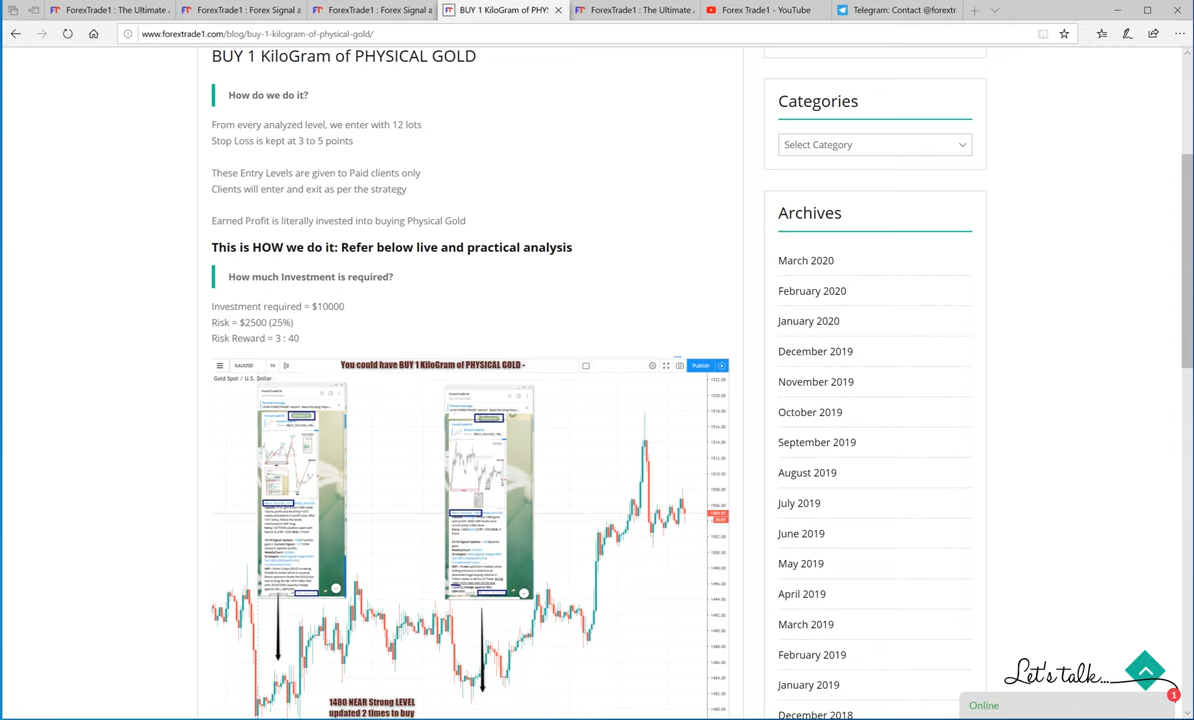 ForexTrade1 : The Ultimate
ForexTrade1 : Forex Signal a
ForexTrade1 : Forex Signal a
BUY 1 KiloGram of PHYS
ForexTrade1 : The Ultimate
Forex Trade1 - YouTube
Telegram: Contact @forextr
www.forextrade1.com/blog/buy-1-kilogram-of-physical-gold/
BUY 1 KiloGram of PHYSICAL GOLD
How do we do it?
From every analyzed level, we enter with 12 lots
Stop Loss is kept at 3 to 5 points
These Entry Levels are given to Paid clients only
Clients will enter and exit as per the strategy
Earned Profit is literally invested into buying Physical Gold
This is HOW we do it: Refer below live and practical analysis
How much Investment is required?
Investment required = $10000
Risk = $2500 (25%)
Risk Reward = 3 : 40
XAUUSD 1h
You could have BUY 1 KiloGram of PHYSICAL GOLD -
Publish
Gold Spot / U.S. Dollar
1480 NEAR Strong LEVEL
updated 2 times to buy
Categories
Select Category
Archives
March 2020
February 2020
January 2020
December 2019
November 2019
October 2019
September 2019
August 2019
July 2019
June 2019
May 2019
April 2019
March 2019
February 2019
January 2019
December 2018
Let's talk...
1
Online